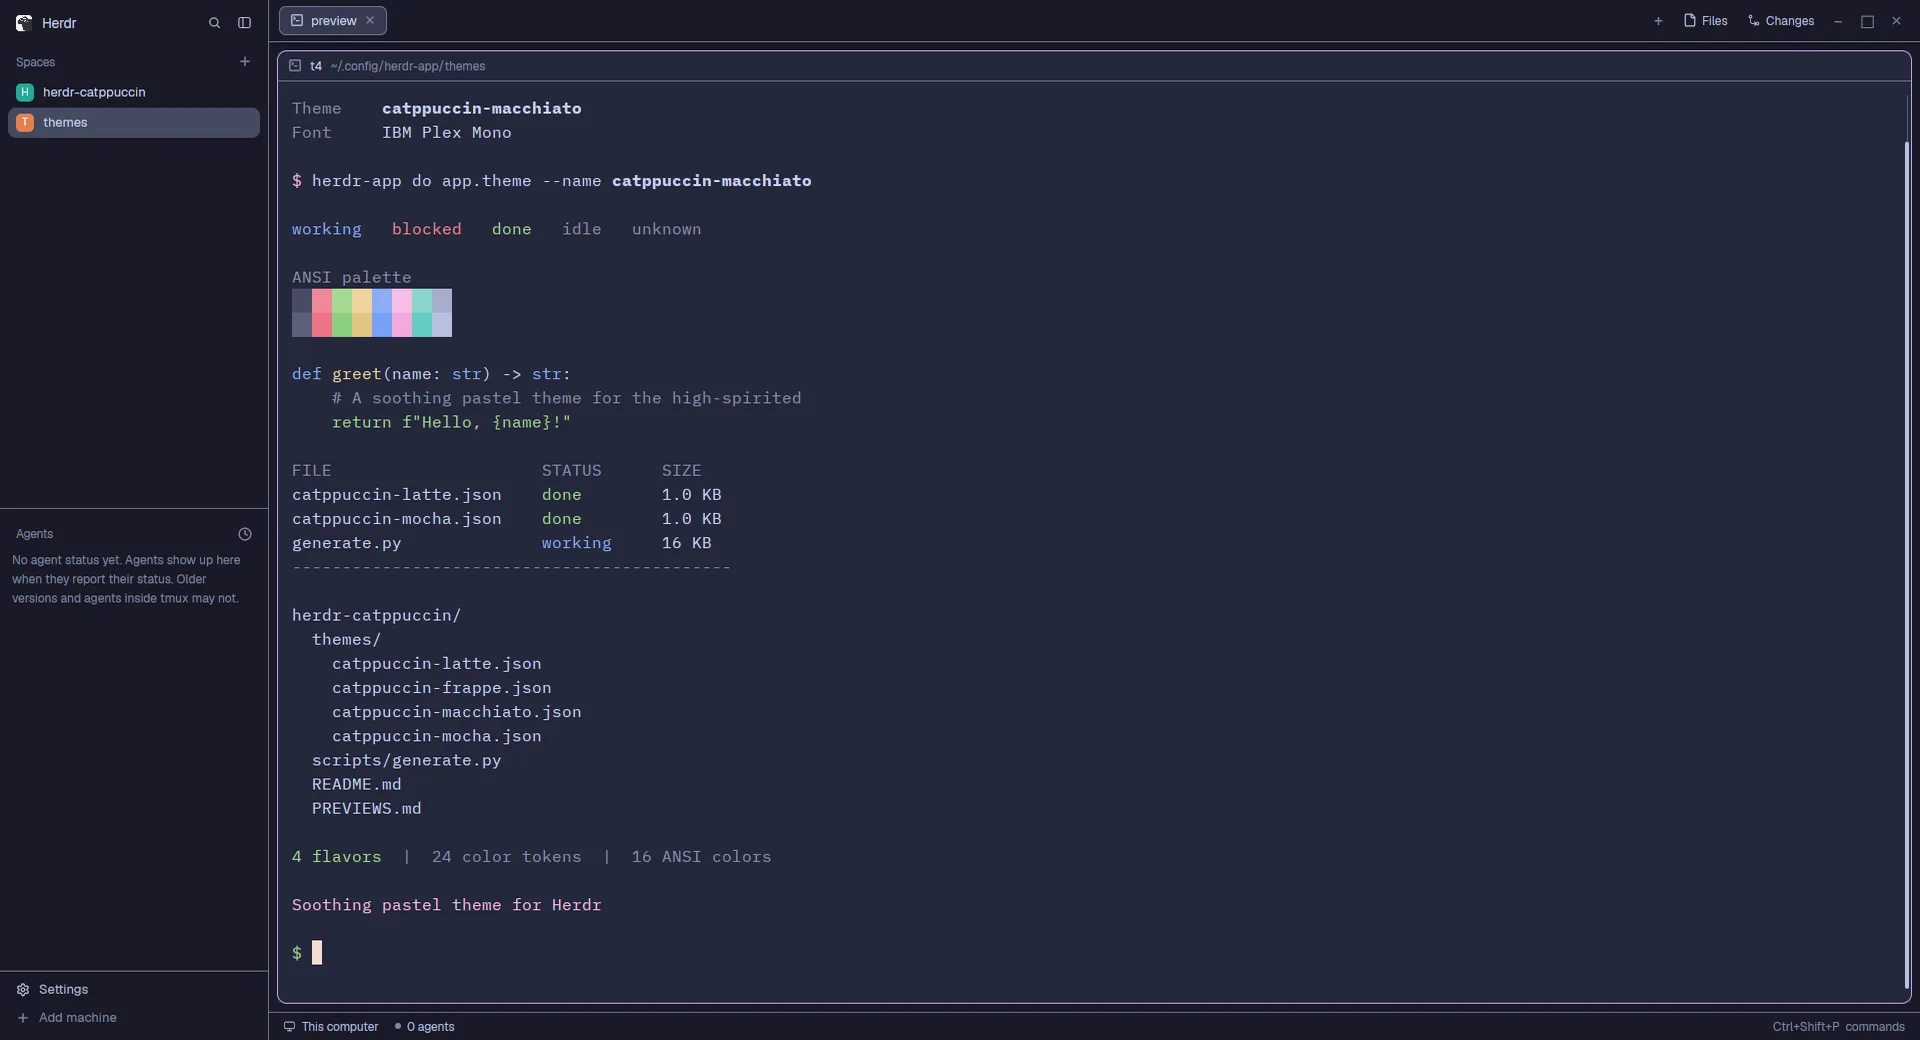 Herdr
Spaces
H herdr-catppuccin
T themes
Agents
No agent status yet. Agents show up here
when they report their status. Older
versions and agents inside tmux may not.
Settings
Add machine
preview
Files
Changes
t4 ~/.config/herdr-app/themes
Theme catppuccin-macchiato
Font IBM Plex Mono
$ herdr-app do app.theme --name catppuccin-macchiato
working blocked done idle unknown
ANSI palette
def greet(name: str) -> str:
# A soothing pastel theme for the high-spirited
return f"Hello, {name}!"
FILE STATUS SIZE
catppuccin-latte.json done 1.0 KB
catppuccin-mocha.json done 1.0 KB
generate.py working 16 KB
--------------------------------------------
herdr-catppuccin/
themes/
catppuccin-latte.json
catppuccin-frappe.json
catppuccin-macchiato.json
catppuccin-mocha.json
scripts/generate.py
README.md
PREVIEWS.md
4 flavors | 24 color tokens | 16 ANSI colors
Soothing pastel theme for Herdr
$
This computer
0 agents
Ctrl+Shift+P commands